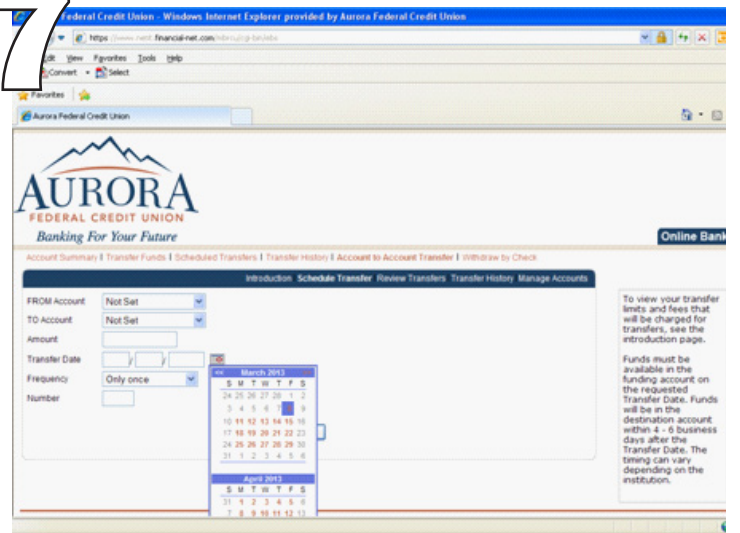 7
Federal Credit Union - Windows Internet Explorer provided by Aurora Federal Credit Union
https://
financial-net.com
View Favorites Tools Help
Convert Select
Favorites
Aurora Federal Credit Union
AURORA
FEDERAL CREDIT UNION
Banking For Your Future
Online Bank
Account Summary | Transfer Funds | Scheduled Transfers | Transfer History | Account to Account Transfer | Withdraw by Check
Introduction Schedule Transfer Review Transfers Transfer History Manage Accounts
FROM Account Not Set
TO Account Not Set
Amount
Transfer Date / /
Frequency Only once
Number
<< March 2013
S M T W T F S
24 25 26 27 28 1 2
3 4 5 6 7 8 9
10 11 12 13 14 15 16
17 18 19 20 21 22 23
24 25 26 27 28 29 30
31 1 2 3 4 5 6
April 2013
S M T W T F S
31 1 2 3 4 5 6
7 8 9 10 11 12 13
To view your transfer
limits and fees that
will be charged for
transfers, see the
introduction page.
Funds must be
available in the
funding account on
the requested
Transfer Date. Funds
will be in the
destination account
within 4 - 6 business
days after the
Transfer Date. The
timing can vary
depending on the
institution.